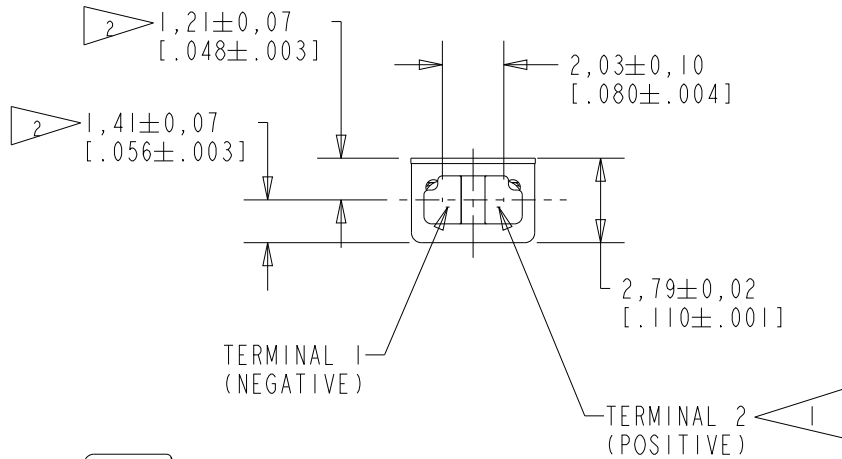 2
1,21±0,07
[.048±.003]
2,03±0,10
[.080±.004]
2
1,41±0,07
[.056±.003]
2,79±0,02
[.110±.001]
TERMINAL 1
(NEGATIVE)
TERMINAL 2
(POSITIVE)
1